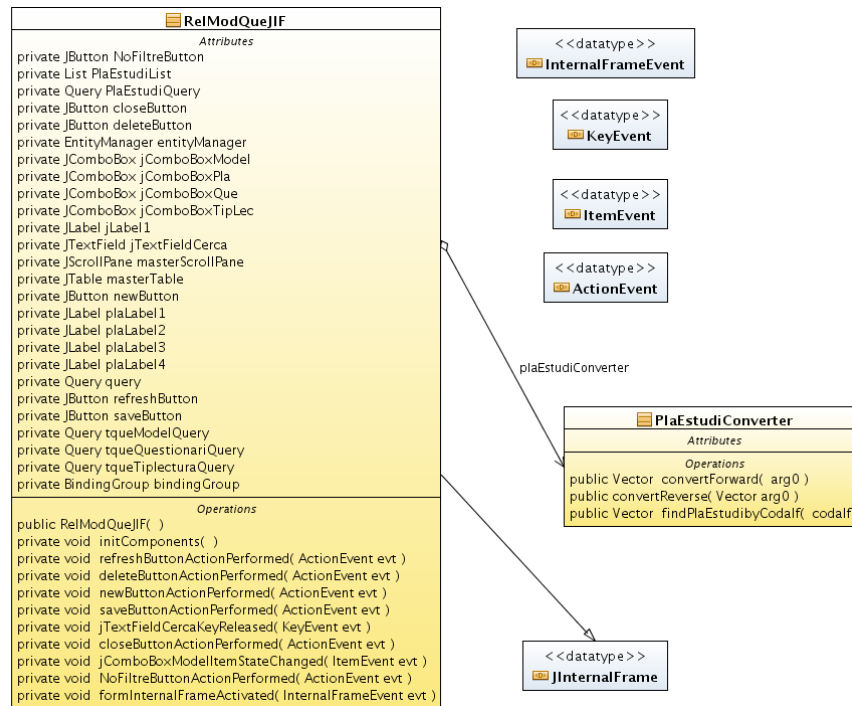 RelModQueJIF
Attributes
private JButton NoFiltreButton
private List PlaEstudiList
private Query PlaEstudiQuery
private JButton closeButton
private JButton deleteButton
private EntityManager entityManager
private JComboBox jComboBoxModel
private JComboBox jComboBoxPla
private JComboBox jComboBoxQue
private JComboBox jComboBoxTipLec
private JLabel jLabel1
private JTextField jTextFieldCerca
private JScrollPane masterScrollPane
private JTable masterTable
private JButton newButton
private JLabel plaLabel1
private JLabel plaLabel2
private JLabel plaLabel3
private JLabel plaLabel4
private Query query
private JButton refreshButton
private JButton saveButton
private Query tqueModelQuery
private Query tqueQuestionariQuery
private Query tqueTiplecturaQuery
private BindingGroup bindingGroup
Operations
public RelModQueJIF( )
private void initComponents( )
private void refreshButtonActionPerformed( ActionEvent evt )
private void deleteButtonActionPerformed( ActionEvent evt )
private void newButtonActionPerformed( ActionEvent evt )
private void saveButtonActionPerformed( ActionEvent evt )
private void jTextFieldCercaKeyReleased( KeyEvent evt )
private void closeButtonActionPerformed( ActionEvent evt )
private void jComboBoxModelItemStateChanged( ItemEvent evt )
private void NoFiltreButtonActionPerformed( ActionEvent evt )
private void formInternalFrameActivated( InternalFrameEvent evt )
<<datatype>>
InternalFrameEvent
<<datatype>>
KeyEvent
<<datatype>>
ItemEvent
<<datatype>>
ActionEvent
plaEstudiConverter
PlaEstudiConverter
Attributes
Operations
public Vector convertForward( arg0 )
public convertReverse( Vector arg0 )
public Vector findPlaEstudibyCodalf( codalf
<<datatype>>
JInternalFrame